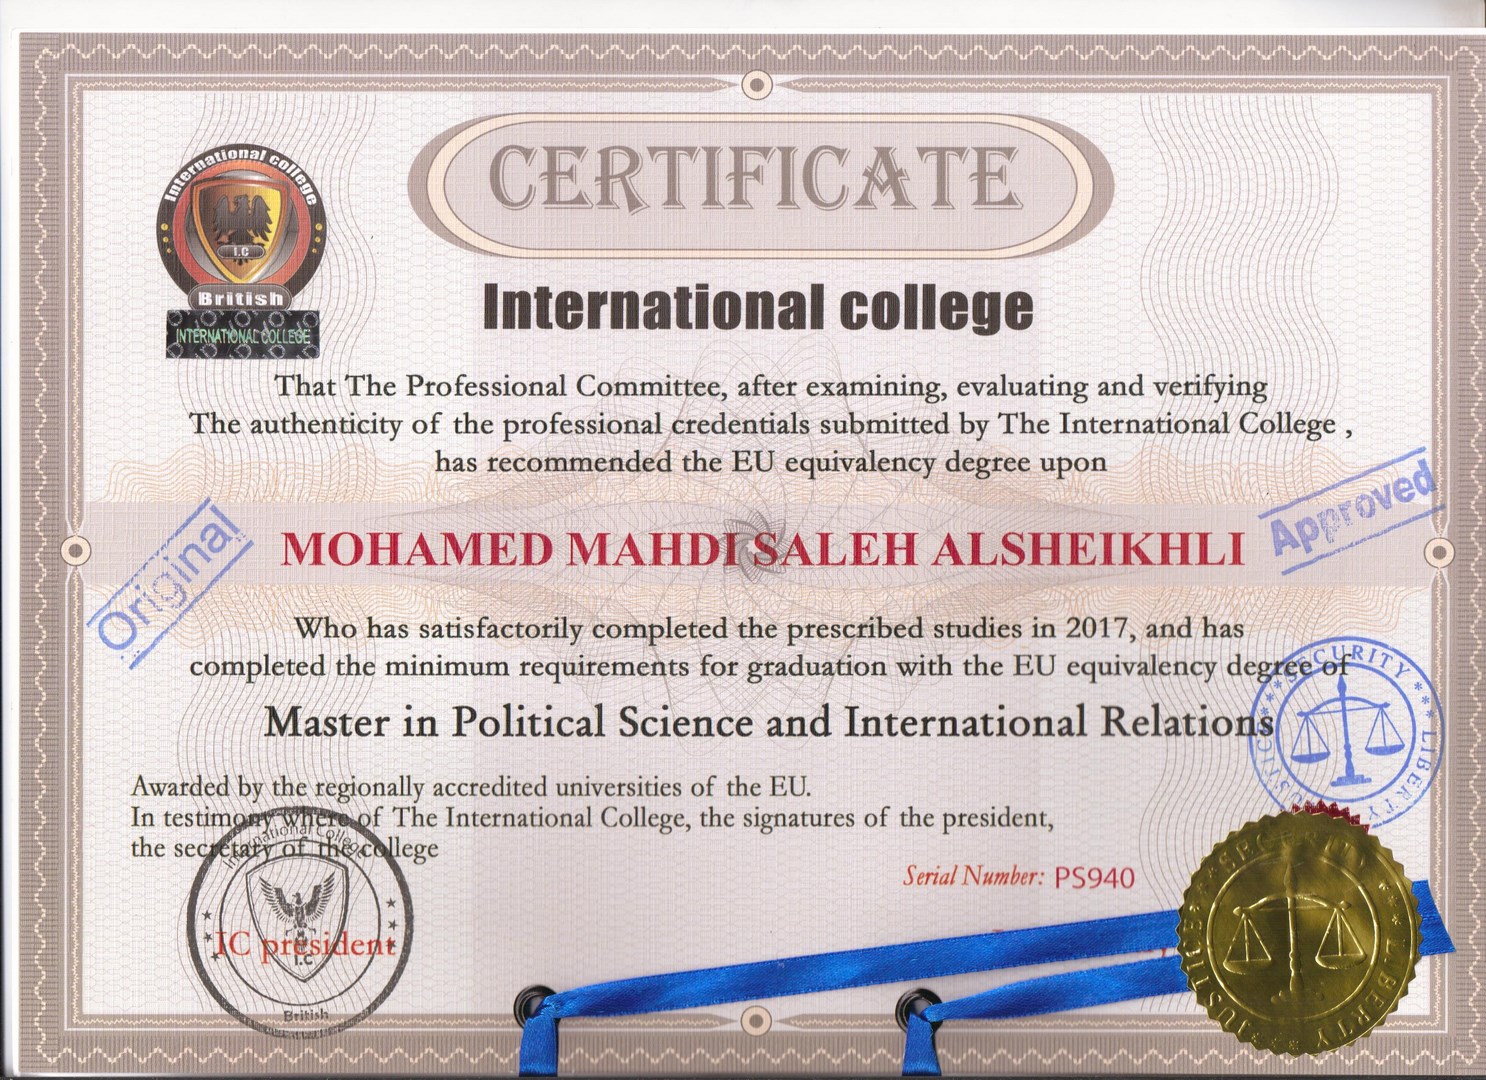 International college
I.C
British
INTERNATIONAL COLLEGE
CERTIFICATE
International college
That The Professional Committee, after examining, evaluating and verifying
The authenticity of the professional credentials submitted by The International College ,
has recommended the EU equivalency degree upon
Original
Approved
MOHAMED MAHDI SALEH ALSHEIKHLI
Who has satisfactorily completed the prescribed studies in 2017, and has
completed the minimum requirements for graduation with the EU equivalency degree of
Master in Political Science and International Relations
SECURITY LIBERTY JUSTICE
Awarded by the regionally accredited universities of the EU.
In testimony where of The International College, the signatures of the president,
the secretary of the college
Serial Number: PS940
International College
IC president
I.C
British
SECURITY LIBERTY JUSTICE